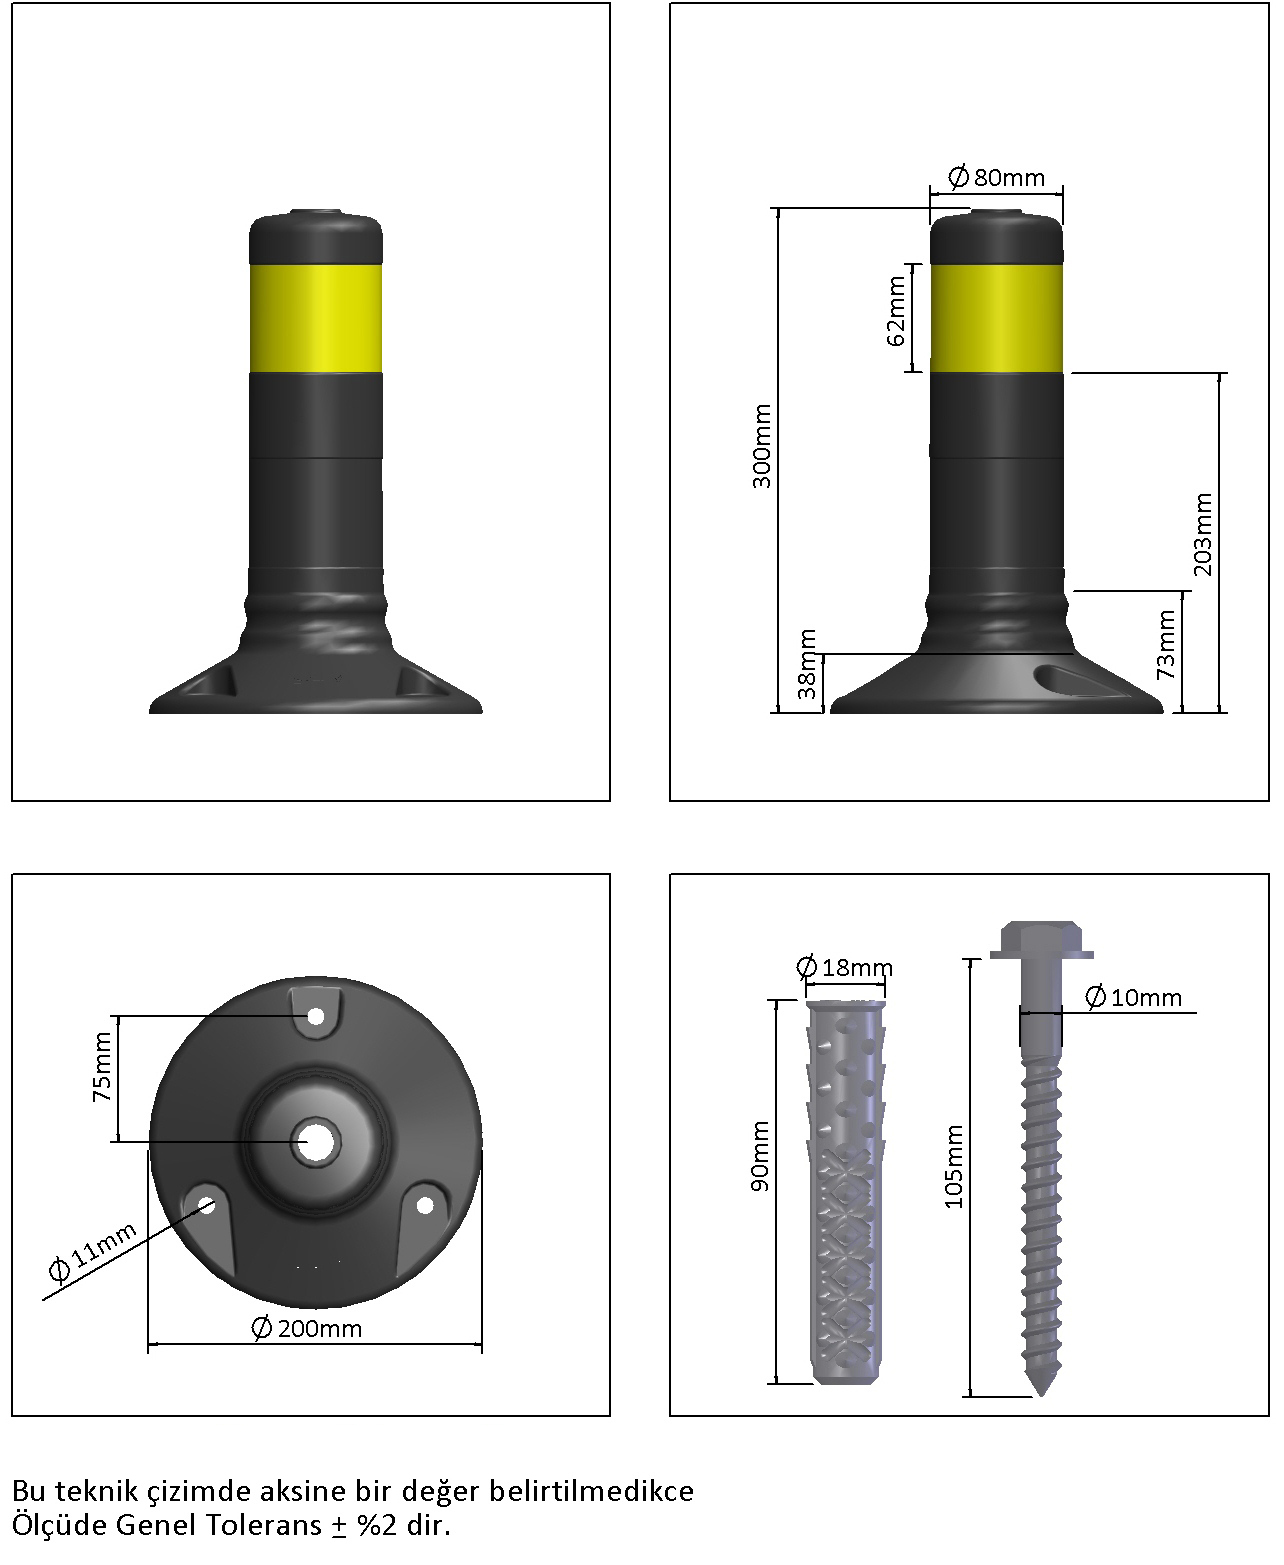 ⌀ 80mm
62mm
300mm
203mm
73mm
38mm
75mm
⌀ 11mm
⌀ 200mm
⌀ 18mm
⌀ 10mm
90mm
105mm
Bu teknik çizimde aksine bir değer belirtilmedikce
Ölçüde Genel Tolerans ± %2 dir.